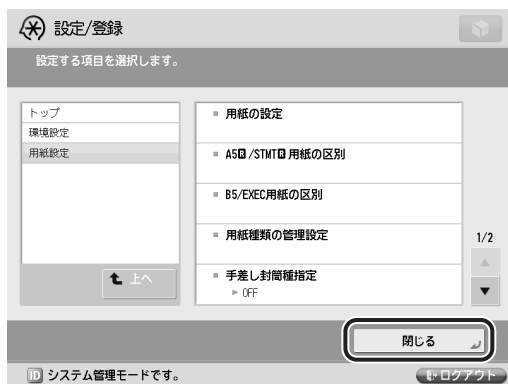 設定/登録
設定する項目を選択します。
トップ
環境設定
用紙設定
上へ
用紙の設定
A5R/STMTR用紙の区別
B5/EXEC用紙の区別
用紙種類の管理設定
手差し封筒種指定
▶ OFF
1/2
閉じる
ID システム管理モードです。
ログアウト